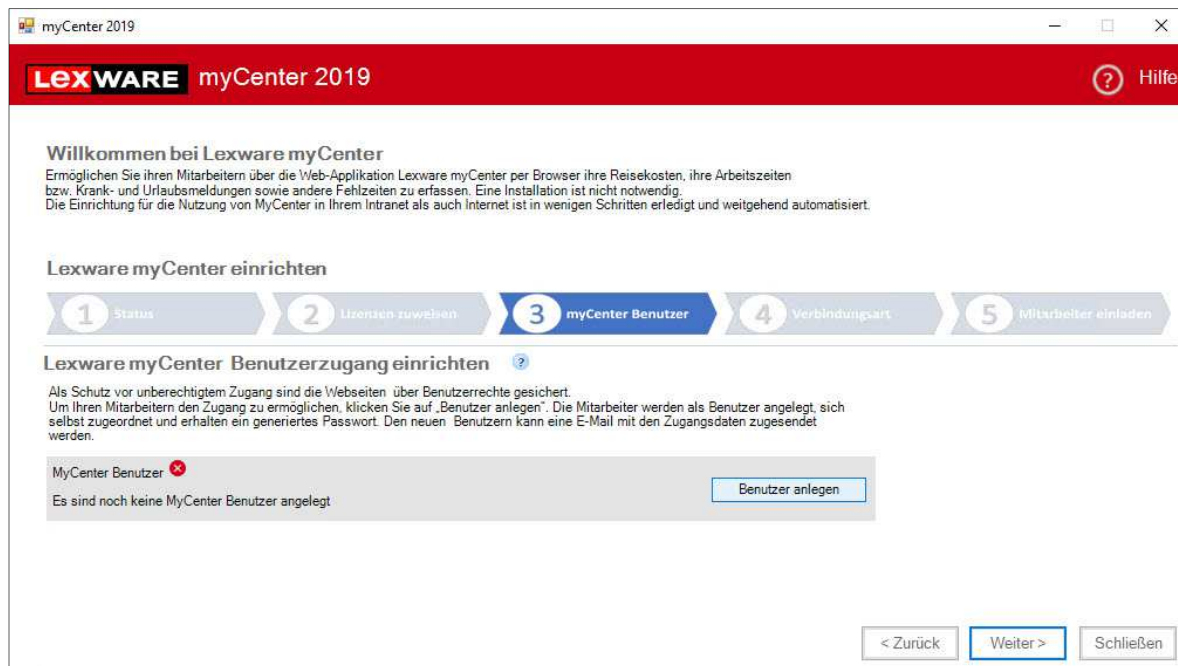 myCenter 2019
LEXWARE myCenter 2019
? Hilfe
Willkommen bei Lexware myCenter
Ermöglichen Sie ihren Mitarbeitern über die Web-Applikation Lexware myCenter per Browser ihre Reisekosten, ihre Arbeitszeiten
bzw. Krank- und Urlaubsmeldungen sowie andere Fehlzeiten zu erfassen. Eine Installation ist nicht notwendig.
Die Einrichtung für die Nutzung von MyCenter in Ihrem Intranet als auch Internet ist in wenigen Schritten erledigt und weitgehend automatisiert.
Lexware myCenter einrichten
1 Status
2 Lizenzen zuweisen
3 myCenter Benutzer
4 Verbindungsart
5 Mitarbeiter einladen
Lexware myCenter Benutzerzugang einrichten ?
Als Schutz vor unberechtigtem Zugang sind die Webseiten über Benutzerrechte gesichert.
Um Ihren Mitarbeitern den Zugang zu ermöglichen, klicken Sie auf „Benutzer anlegen“. Die Mitarbeiter werden als Benutzer angelegt, sich
selbst zugeordnet und erhalten ein generiertes Passwort. Den neuen Benutzern kann eine E-Mail mit den Zugangsdaten zugesendet
werden.
MyCenter Benutzer
Es sind noch keine MyCenter Benutzer angelegt
Benutzer anlegen
< Zurück
Weiter >
Schließen